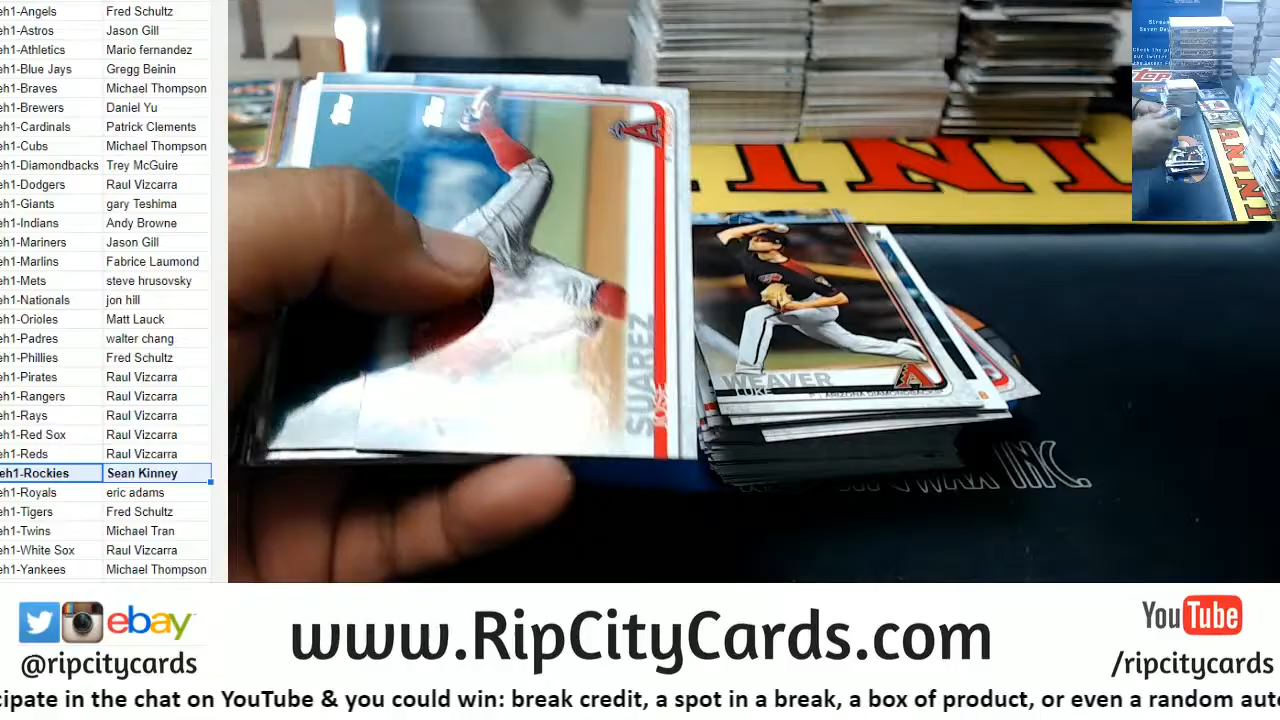 eh1-Angels Fred Schultz
eh1-Astros Jason Gill
eh1-Athletics Mario fernandez
eh1-Blue Jays Gregg Beinin
eh1-Braves Michael Thompson
eh1-Brewers Daniel Yu
eh1-Cardinals Patrick Clements
eh1-Cubs Michael Thompson
eh1-Diamondbacks Trey McGuire
eh1-Dodgers Raul Vizcarra
eh1-Giants gary Teshima
eh1-Indians Andy Browne
eh1-Mariners Jason Gill
eh1-Marlins Fabrice Laumond
eh1-Mets steve hrusovsky
eh1-Nationals jon hill
eh1-Orioles Matt Lauck
eh1-Padres walter chang
eh1-Phillies Fred Schultz
eh1-Pirates Raul Vizcarra
eh1-Rangers Raul Vizcarra
eh1-Rays Raul Vizcarra
eh1-Red Sox Raul Vizcarra
eh1-Reds Raul Vizcarra
eh1-Rockies Sean Kinney
eh1-Royals eric adams
eh1-Tigers Fred Schultz
eh1-Twins Michael Tran
eh1-White Sox Raul Vizcarra
eh1-Yankees Michael Thompson
A
SUAREZ
JOSE
WEAVER
LUKE
P | ARIZONA DIAMONDBACKS
A
INI
WAX INC.
Topps
ebay
@ripcitycards
www.RipCityCards.com
YouTube
/ripcitycards
cipate in the chat on YouTube & you could win: break credit, a spot in a break, a box of product, or even a random auto